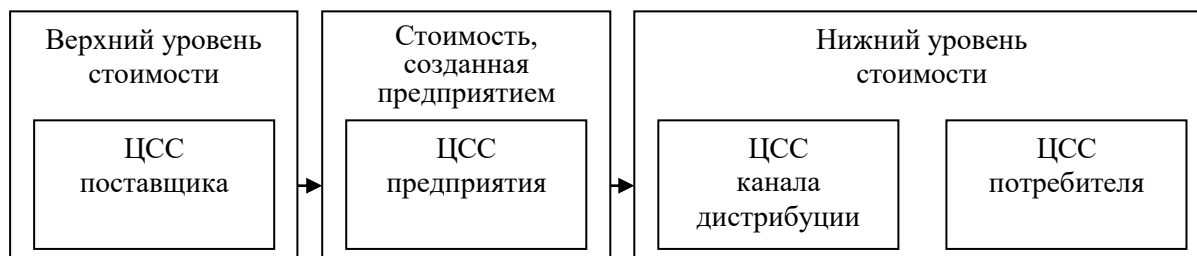 Верхний уровень
стоимости
ЦСС
поставщика
Стоимость,
созданная
предприятием
ЦСС
предприятия
Нижний уровень
стоимости
ЦСС
канала
дистрибуции
ЦСС
потребителя